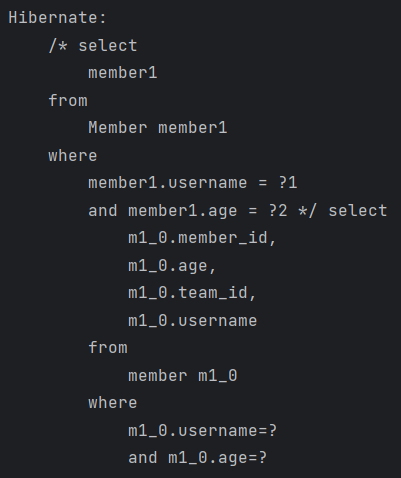 Hibernate:
    /* select
        member1
    from
        Member member1
    where
        member1.username = ?1
        and member1.age = ?2 */ select
            m1_0.member_id,
            m1_0.age,
            m1_0.team_id,
            m1_0.username
        from
            member m1_0
        where
            m1_0.username=?
            and m1_0.age=?